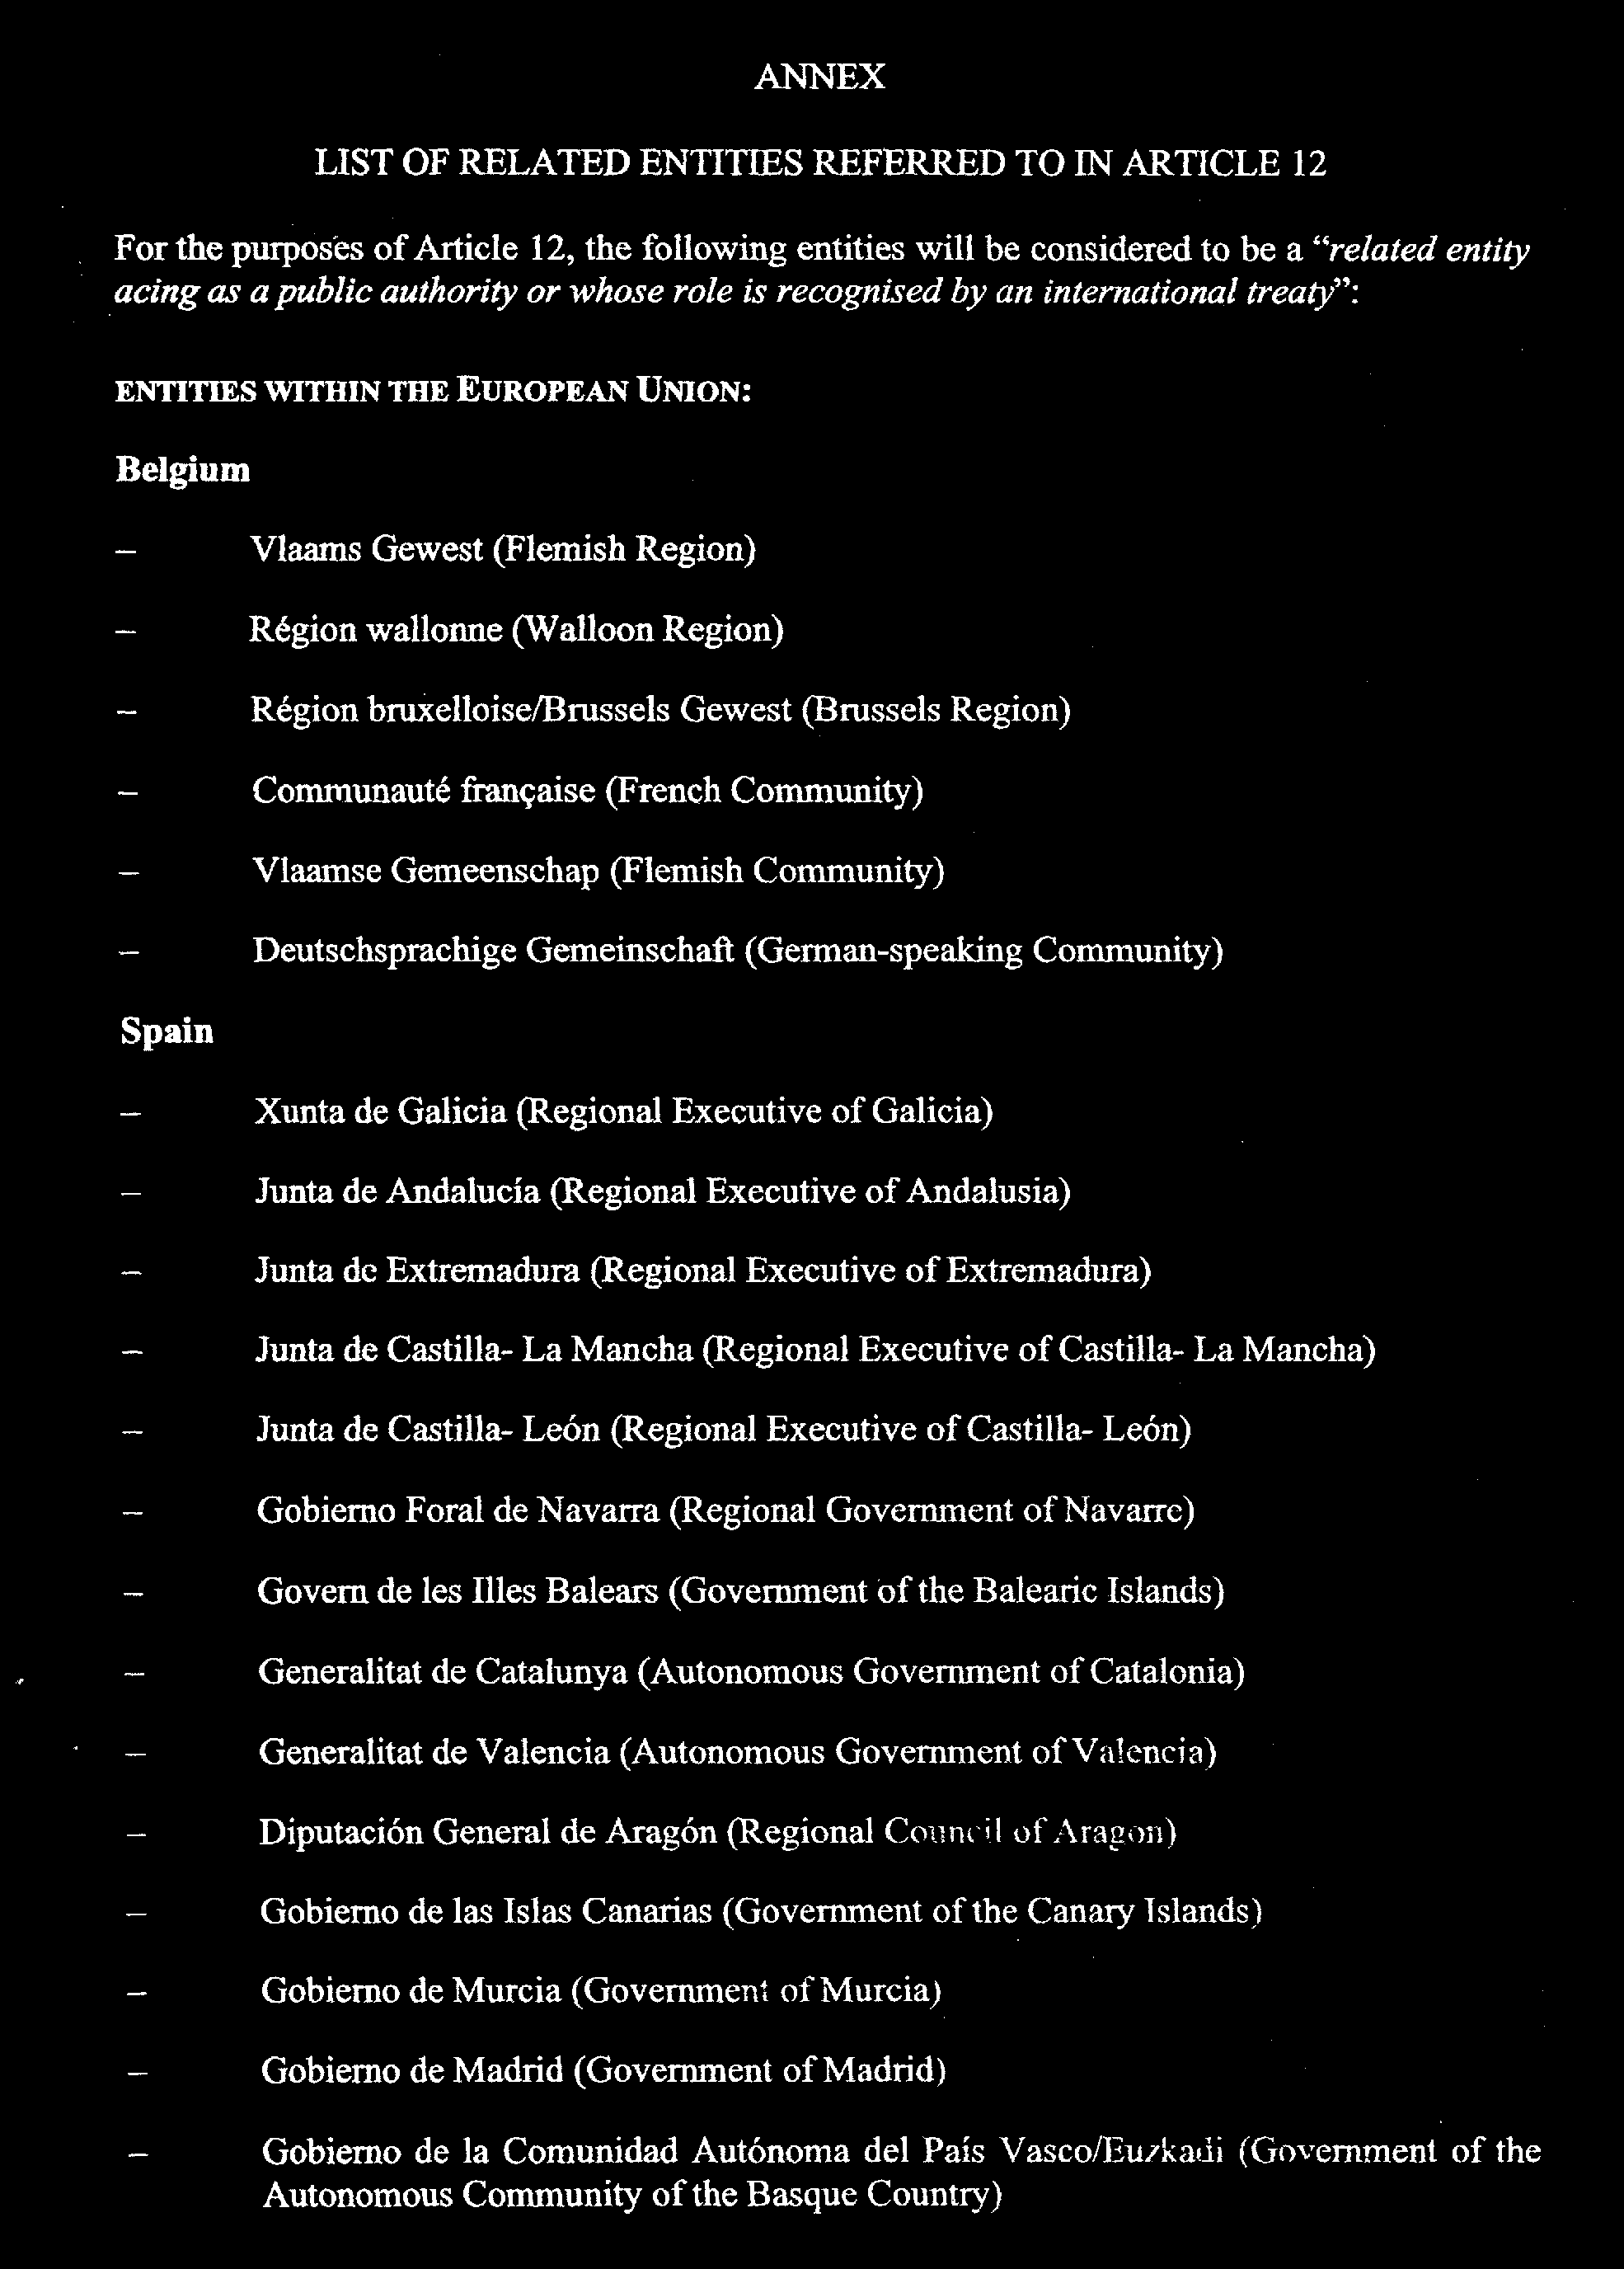 ANNEX
LIST OF RELATED ENTITIES REFERRED TO IN ARTICLE 12
For the purposes of Article 12, the following entities will be considered to be a “related entity
acing as a public authority or whose role is recognised by an international treaty”:
ENTITIES WITHIN THE EUROPEAN UNION:
Belgium
– Vlaams Gewest (Flemish Region)
– Région wallonne (Walloon Region)
– Région bruxelloise/Brussels Gewest (Brussels Region)
– Communauté française (French Community)
– Vlaamse Gemeenschap (Flemish Community)
– Deutschsprachige Gemeinschaft (German-speaking Community)
Spain
– Xunta de Galicia (Regional Executive of Galicia)
– Junta de Andalucía (Regional Executive of Andalusia)
– Junta de Extremadura (Regional Executive of Extremadura)
– Junta de Castilla- La Mancha (Regional Executive of Castilla- La Mancha)
– Junta de Castilla- León (Regional Executive of Castilla- León)
– Gobierno Foral de Navarra (Regional Government of Navarre)
– Govern de les Illes Balears (Government of the Balearic Islands)
– Generalitat de Catalunya (Autonomous Government of Catalonia)
– Generalitat de Valencia (Autonomous Government of Valencia)
– Diputación General de Aragón (Regional Council of Aragon)
– Gobierno de las Islas Canarias (Government of the Canary Islands)
– Gobierno de Murcia (Government of Murcia)
– Gobierno de Madrid (Government of Madrid)
– Gobierno de la Comunidad Autónoma del País Vasco/Euzkadi (Government of the
Autonomous Community of the Basque Country)